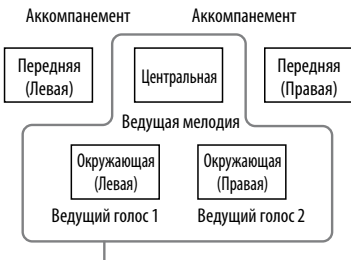 Аккомпанемент Аккомпанемент
Передняя
(Левая)
Центральная
Передняя
(Правая)
Ведущая мелодия
Окружающая
(Левая)
Окружающая
(Правая)
Ведущий голос 1 Ведущий голос 2